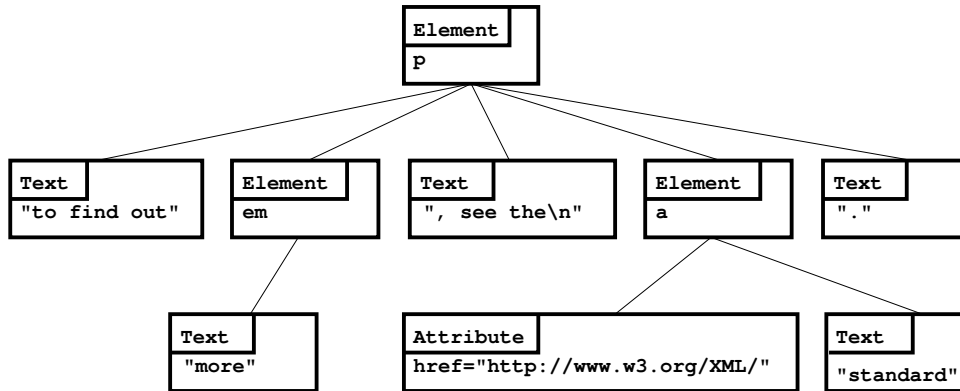 Element
p
Text
"to find out"
Element
em
Text
", see the\n"
Element
a
Text
"."
Text
"more"
Attribute
href="http://www.w3.org/XML/"
Text
"standard"